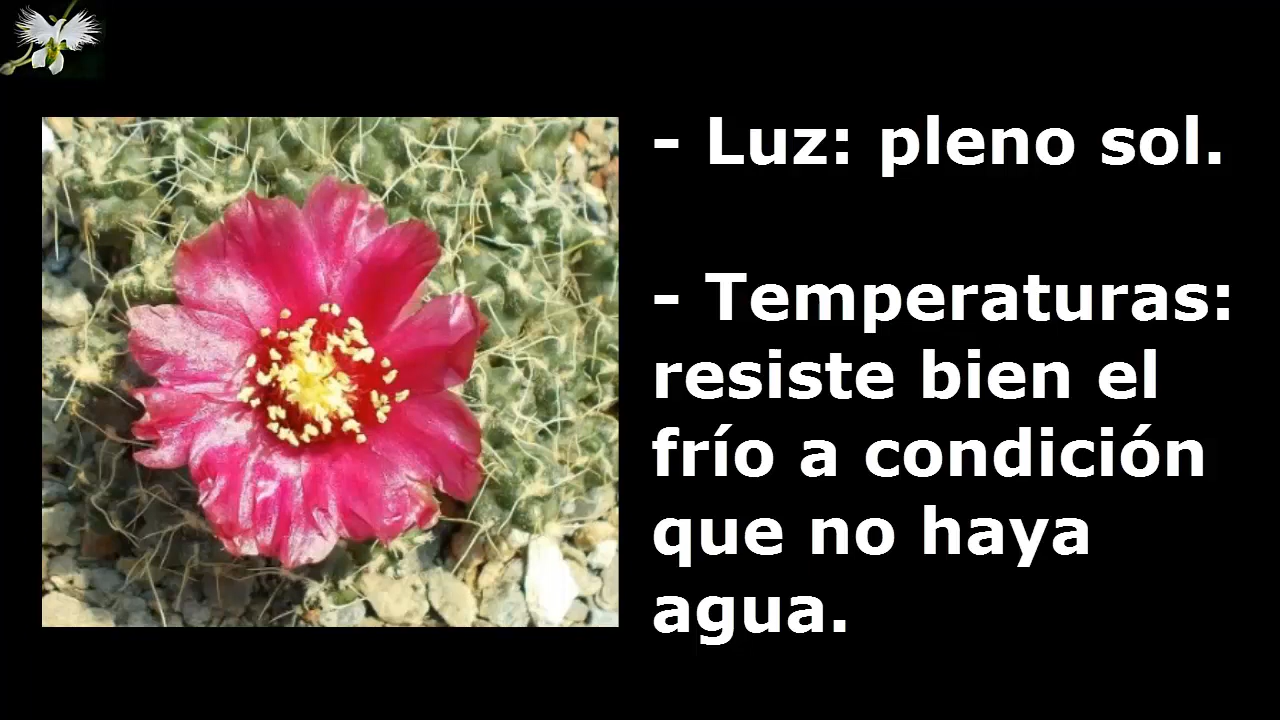 - Luz: pleno sol.
- Temperaturas:
resiste bien el
frío a condición
que no haya
agua.